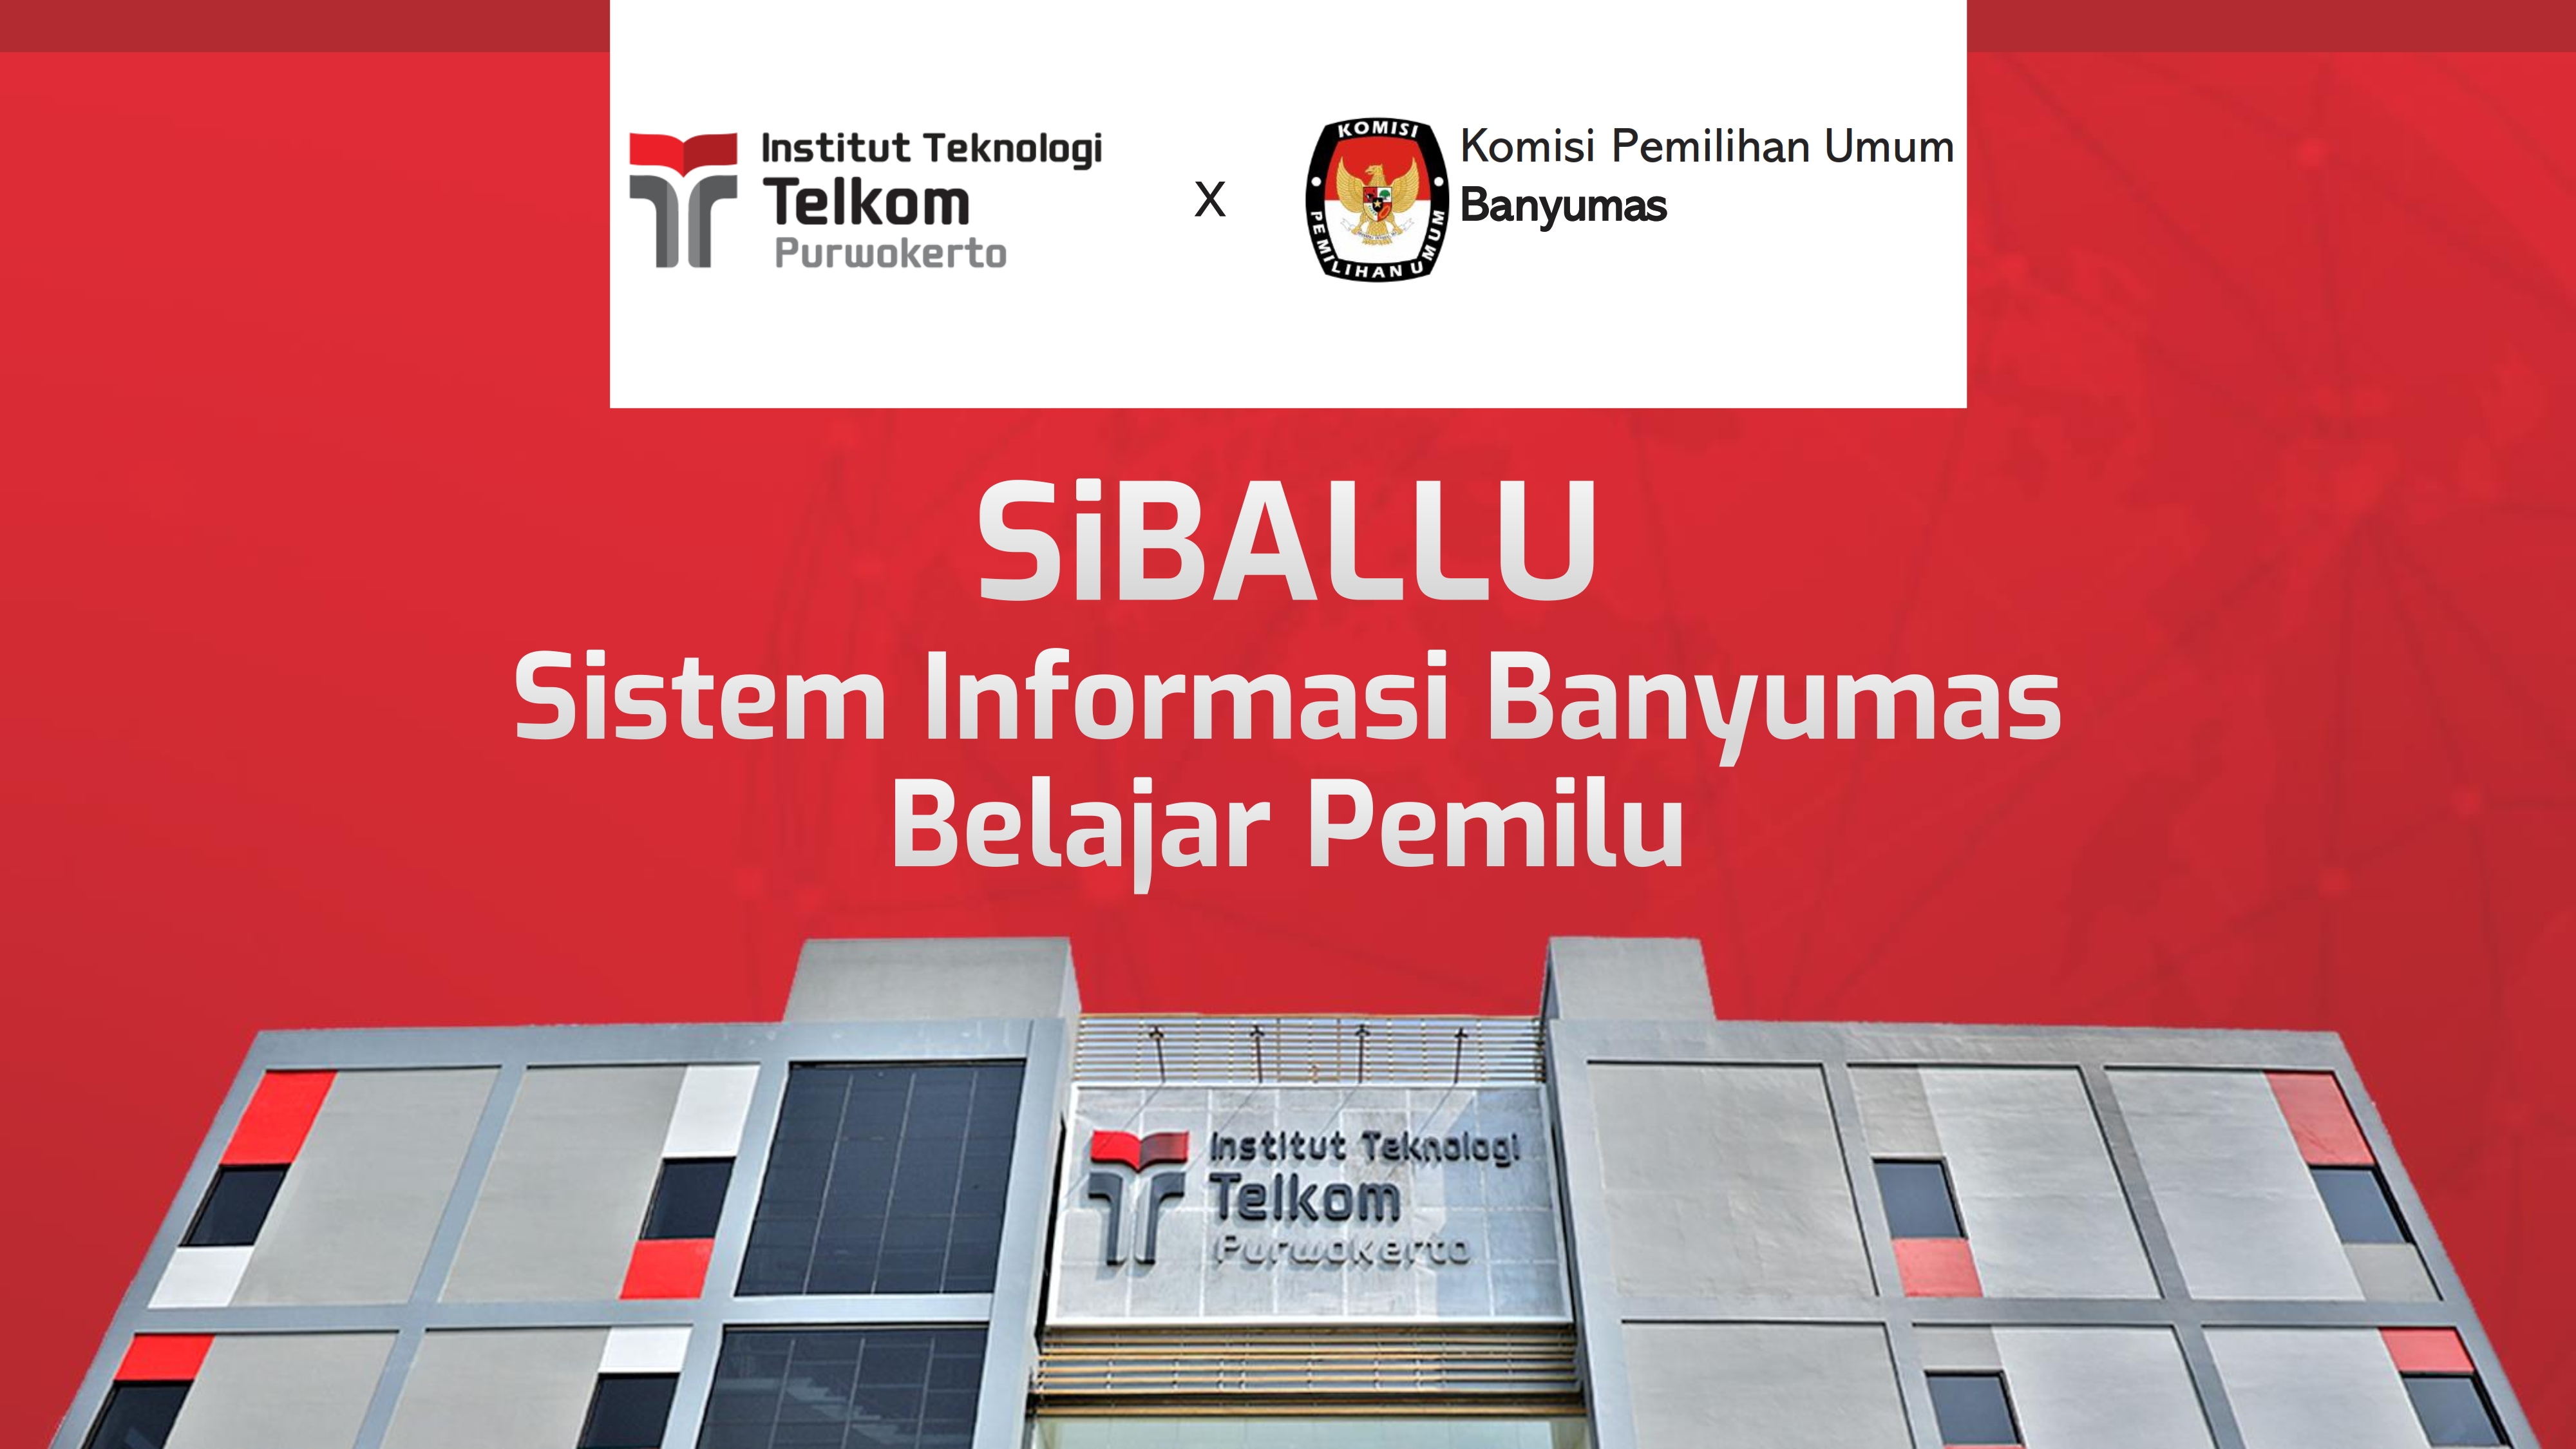 Institut Teknologi
Telkom
Purwokerto
x
KOMISI
PEMILIHAN UMUM
Komisi Pemilihan Umum
Banyumas
SiBALLU
Sistem Informasi Banyumas
Belajar Pemilu
Institut Teknologi
Telkom
Purwokerto